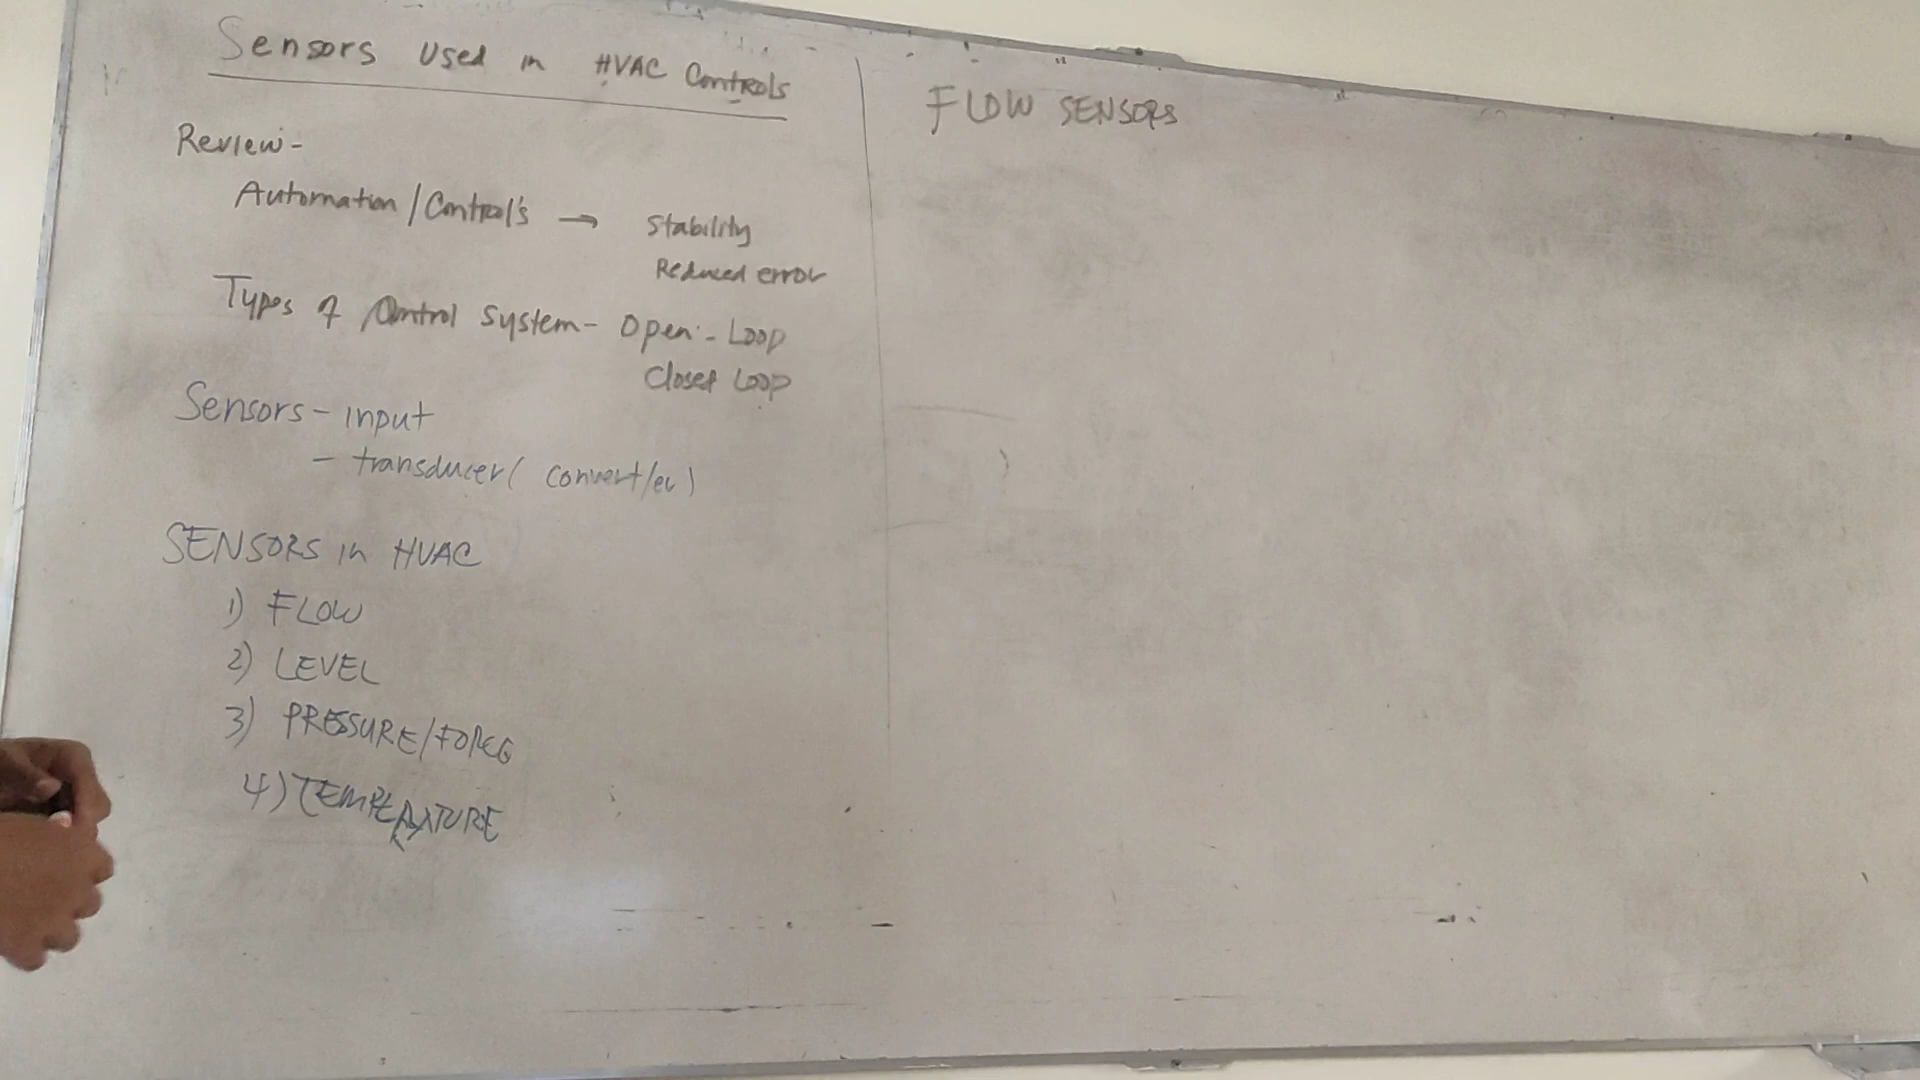 Sensors Used in HVAC Controls
Review-
Automation/Control's → Stability
Reduced error
Types of Control System - Open - Loop
Closed Loop
Sensors - input
- transducer( convert/er)
SENSORS in HVAC
1) FLOW
2) LEVEL
3) PRESSURE/FORCE
4) TEMPERATURE
FLOW SENSORS